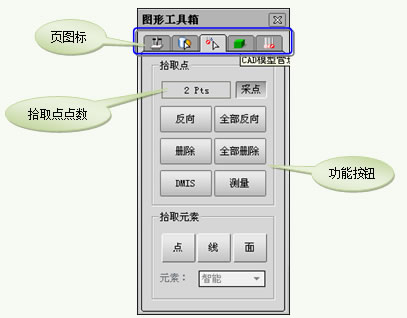 图形工具箱
页图标
CAD模型管
拾取点
2 Pts
采点
拾取点点数
反向
全部反向
删除
全部删除
功能按钮
DMIS
测量
拾取元素
点
线
面
元素：
智能